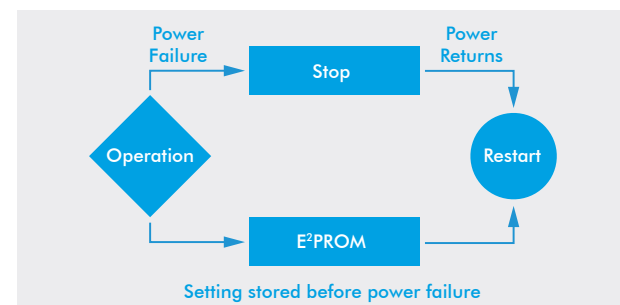 Power
Failure
Power
Returns
Stop
Operation
Restart
E²PROM
Setting stored before power failure